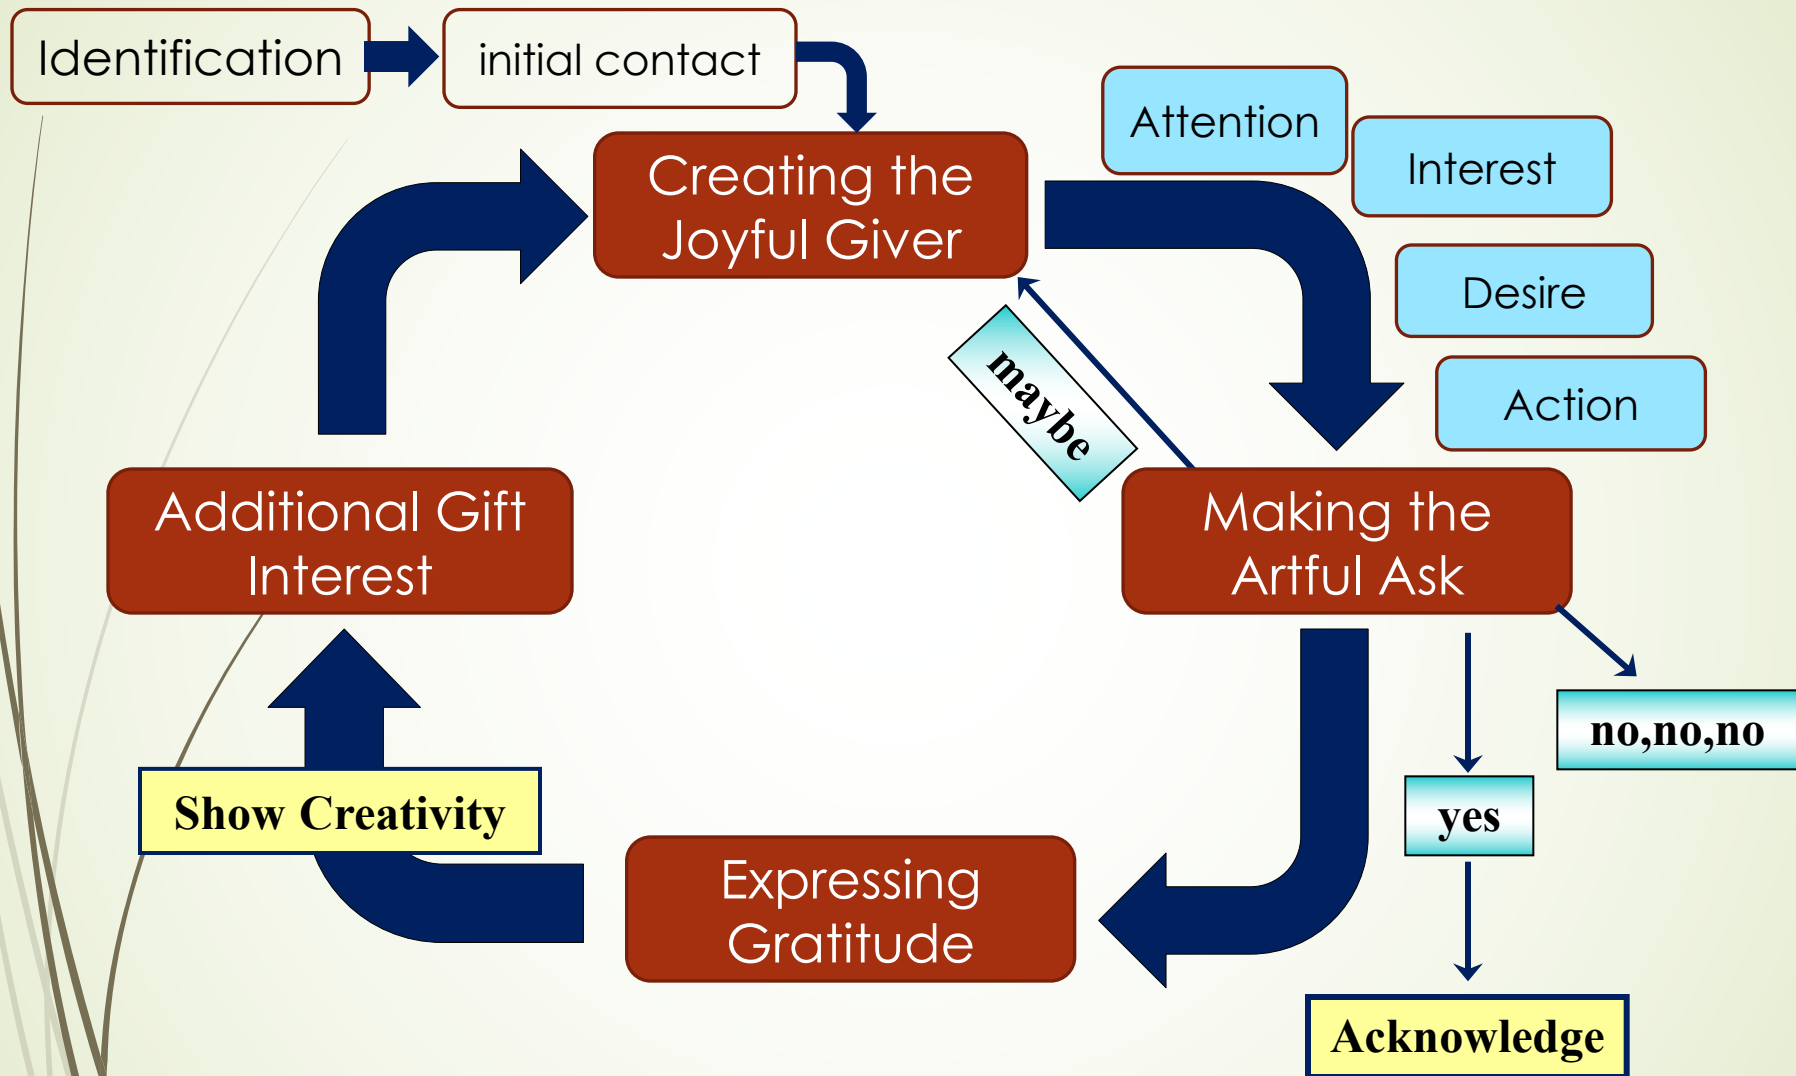 Identification
initial contact
Creating the
Joyful Giver
Attention
Interest
Desire
Action
maybe
Making the
Artful Ask
no,no,no
yes
Acknowledge
Expressing
Gratitude
Show Creativity
Additional Gift
Interest